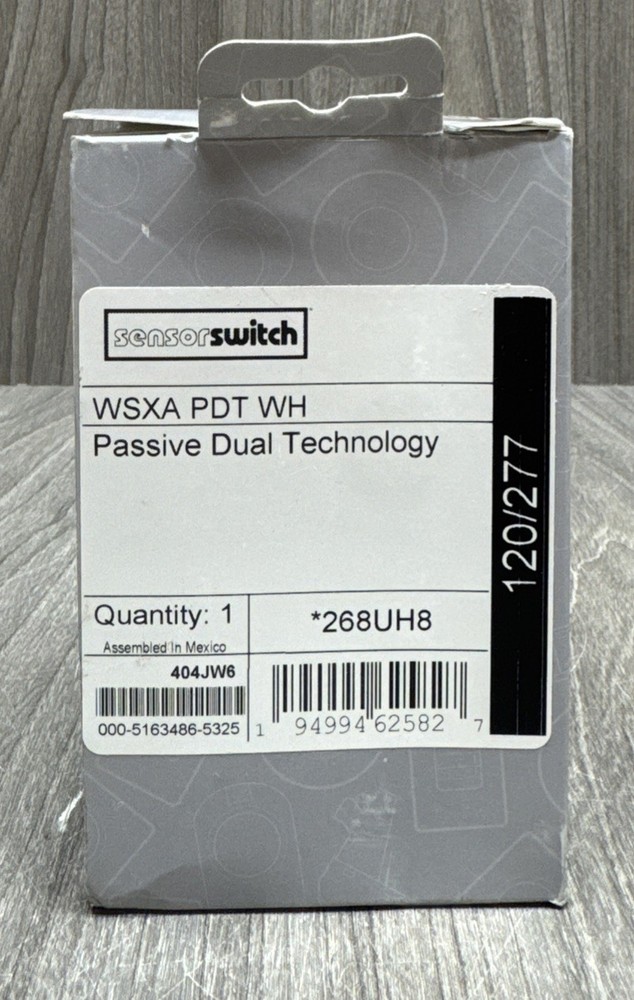 sensorswitch
WSXA PDT WH
Passive Dual Technology
120/277
Quantity: 1
Assembled In Mexico
*268UH8
404JW6
000-5163486-5325
1 94994 62582 7